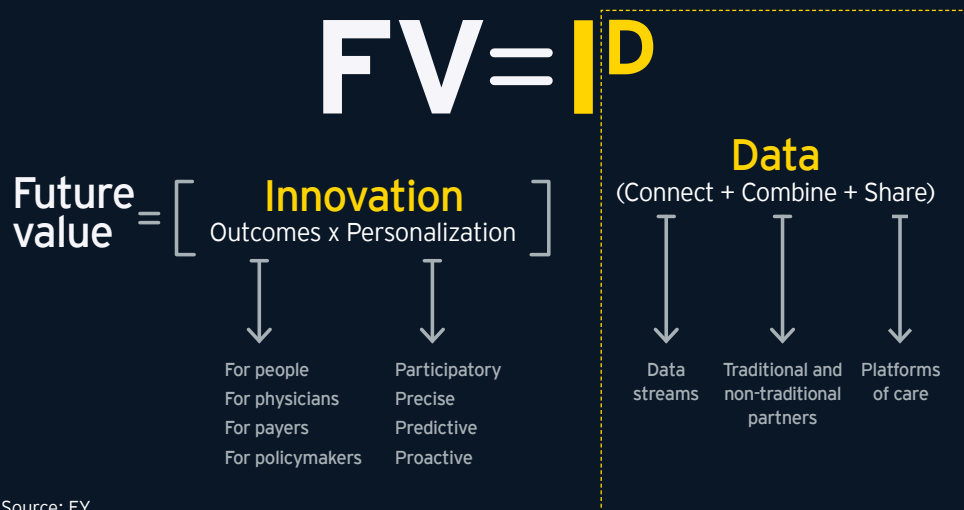 FV=I^D
Data
(Connect + Combine + Share)
Future
value
=
[
Innovation
Outcomes x Personalization
]
For people
For physicians
For payers
For policymakers
Participatory
Precise
Predictive
Proactive
Data
streams
Traditional and
non-traditional
partners
Platforms
of care
Source: EY